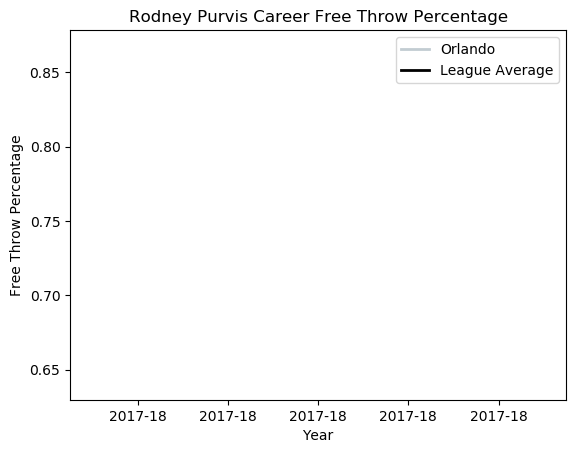 Rodney Purvis Career Free Throw Percentage
Orlando
League Average
Free Throw Percentage
0.85
0.80
0.75
0.70
0.65
2017-18 2017-18 2017-18 2017-18 2017-18
Year